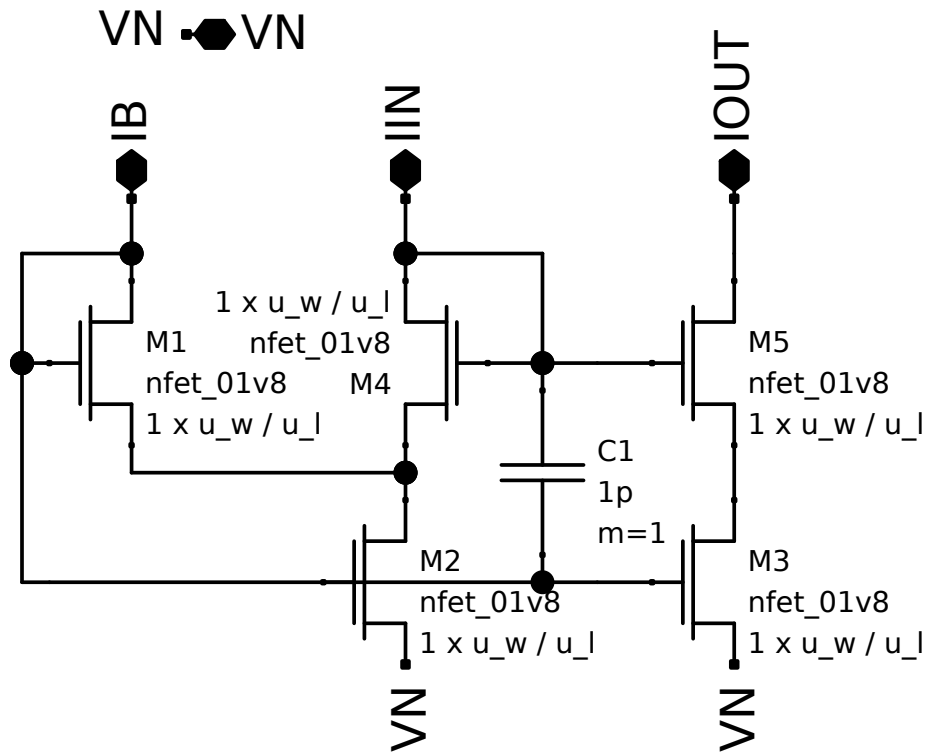 VN VN
IB
IIN
IOUT
M1
nfet_01v8
1 x u_w / u_l
1 x u_w / u_l
nfet_01v8
M4
M5
nfet_01v8
1 x u_w / u_l
C1
1p
m=1
M2
nfet_01v8
1 x u_w / u_l
M3
nfet_01v8
1 x u_w / u_l
VN
VN